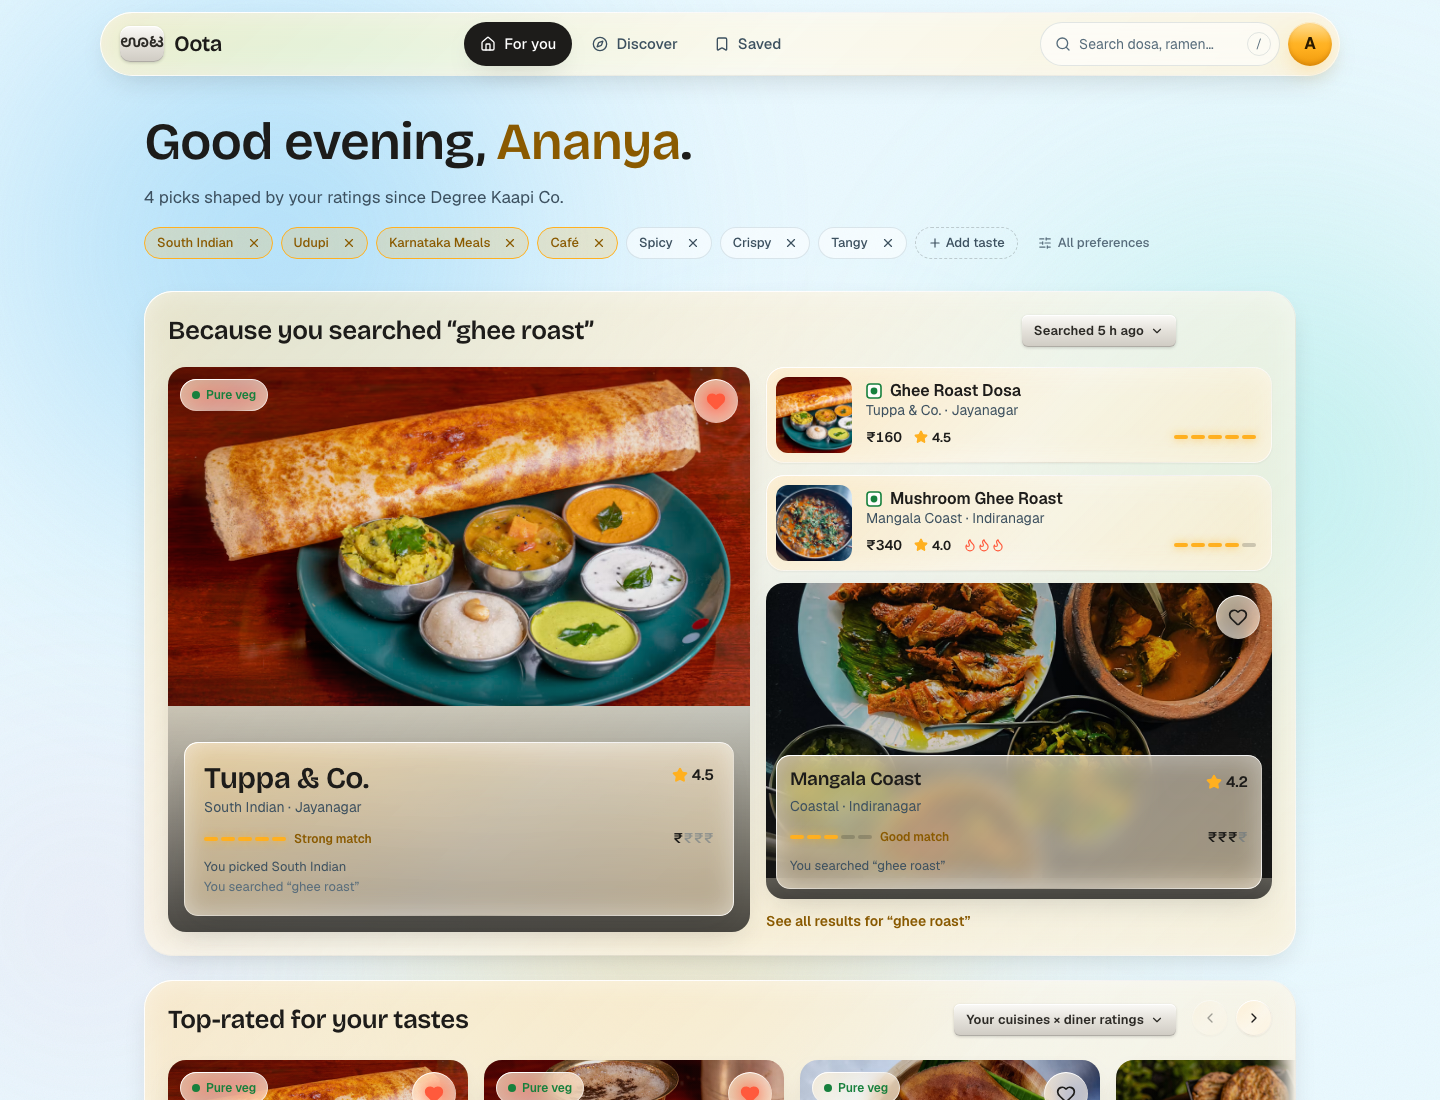 ಊಟ
Oota
For you
Discover
Saved
Search dosa, ramen...
/
A
Good evening, Ananya.
4 picks shaped by your ratings since Degree Kaapi Co.
South Indian
Udupi
Karnataka Meals
Café
Spicy
Crispy
Tangy
Add taste
All preferences
Because you searched “ghee roast”
Searched 5 h ago
Pure veg
Tuppa & Co.
4.5
South Indian · Jayanagar
Strong match
₹₹₹₹
You picked South Indian
You searched “ghee roast”
Ghee Roast Dosa
Tuppa & Co. · Jayanagar
₹160 4.5
Mushroom Ghee Roast
Mangala Coast · Indiranagar
₹340 4.0
Mangala Coast
4.2
Coastal · Indiranagar
Good match
₹₹₹₹
You searched “ghee roast”
See all results for “ghee roast”
Top-rated for your tastes
Your cuisines × diner ratings
Pure veg
Pure veg
Pure veg